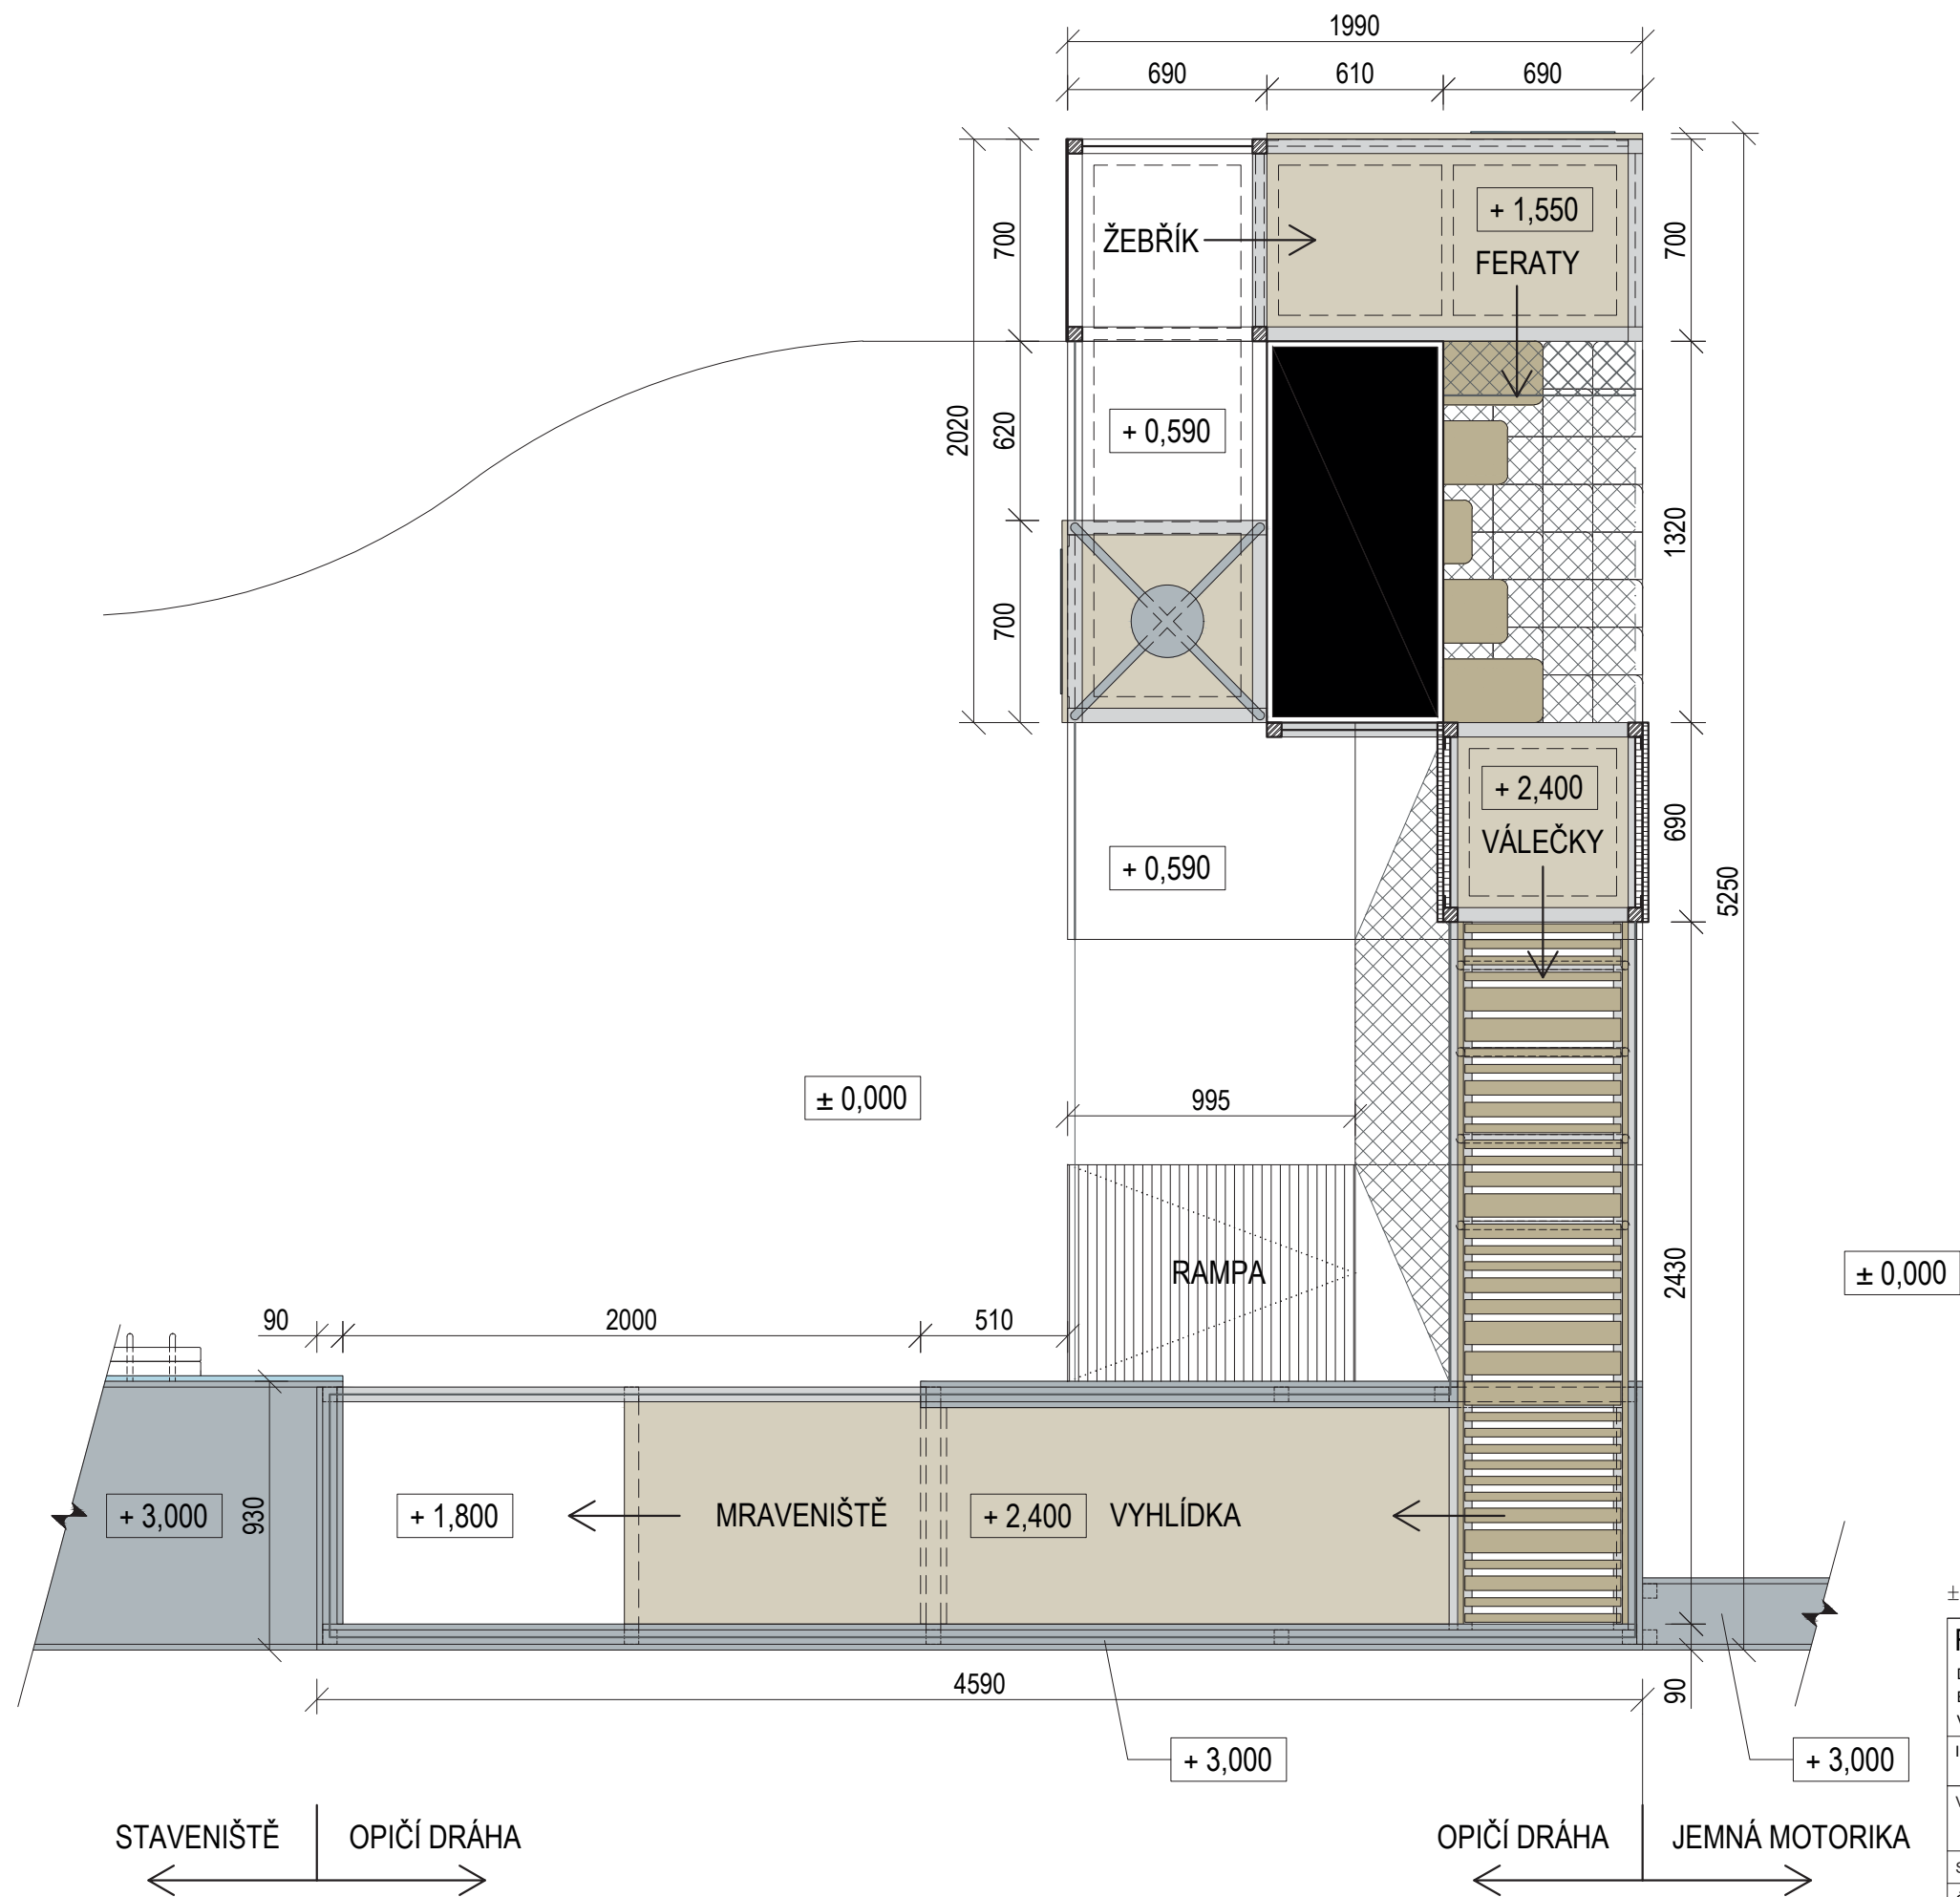 1990
690 610 690
ŽEBŘÍK
+ 1,550
FERATY
700
700
2020
620
+ 0,590
1320
700
+ 2,400
VÁLEČKY
690
+ 0,590
5250
± 0,000
995
RAMPA
2430
± 0,000
90 2000 510
+ 3,000
930
+ 1,800
MRAVENIŠTĚ
+ 2,400
VYHLÍDKA
±
4590
90
+ 3,000
+ 3,000
STAVENIŠTĚ
OPIČÍ DRÁHA
OPIČÍ DRÁHA
JEMNÁ MOTORIKA